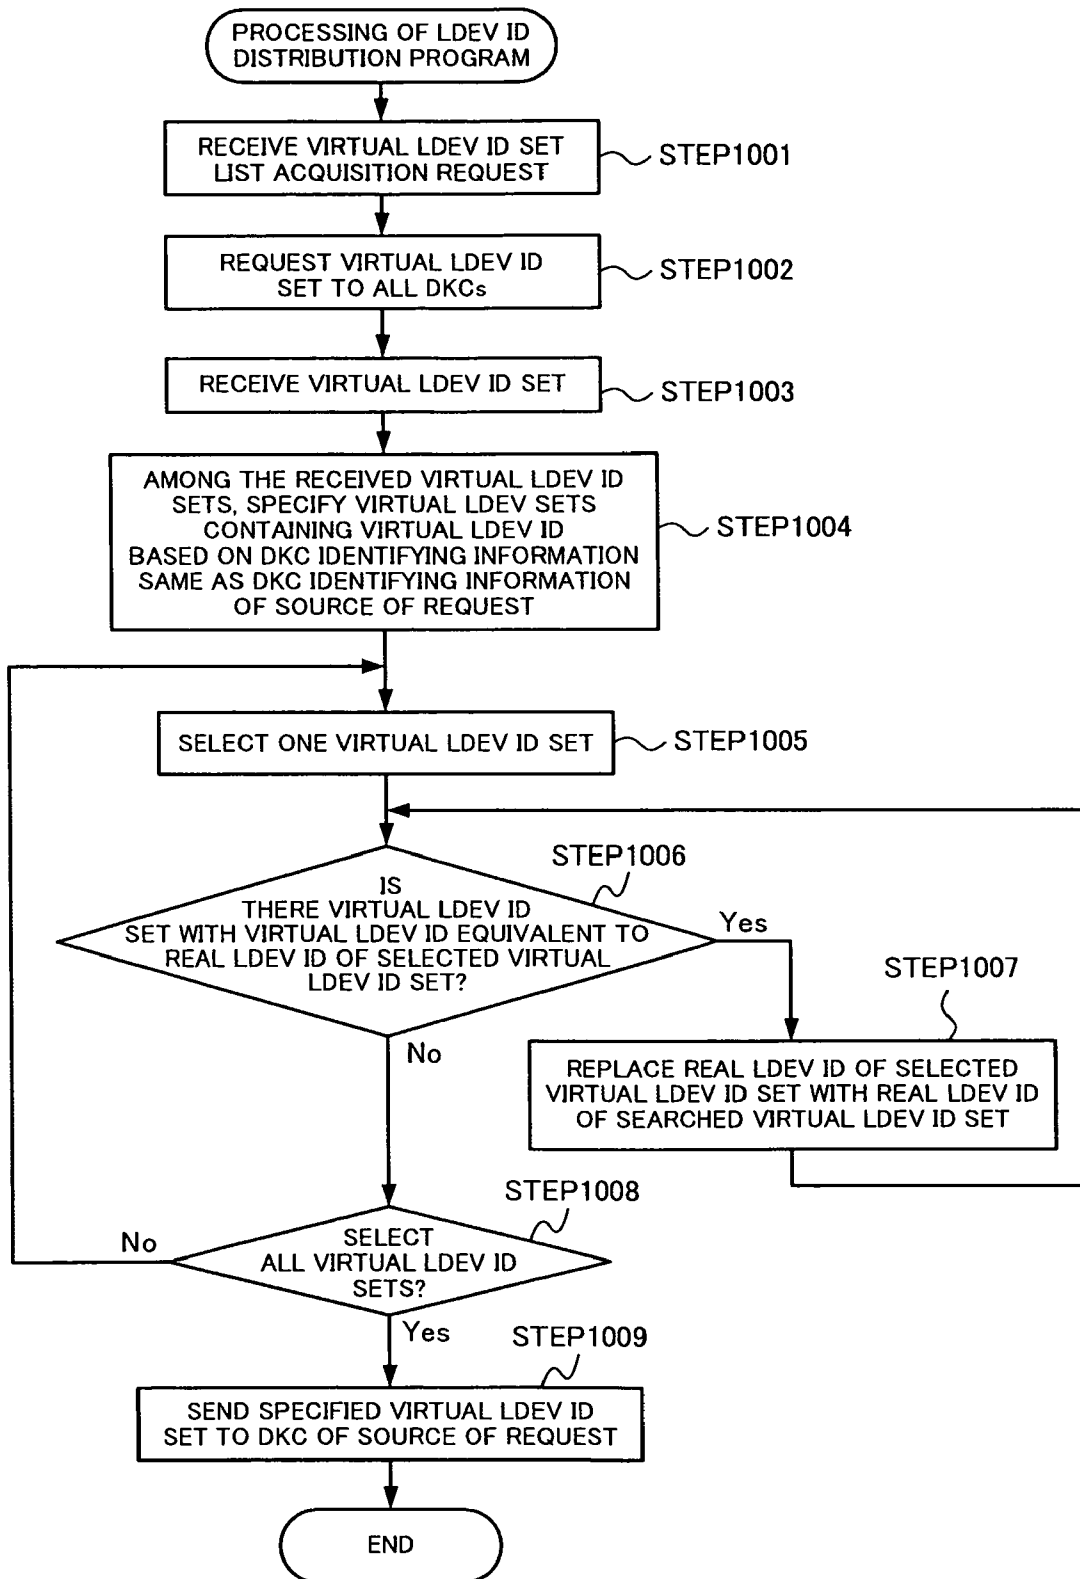 PROCESSING OF LDEV ID
DISTRIBUTION PROGRAM
RECEIVE VIRTUAL LDEV ID SET
LIST ACQUISITION REQUEST
STEP1001
REQUEST VIRTUAL LDEV ID
SET TO ALL DKCs
STEP1002
RECEIVE VIRTUAL LDEV ID SET
STEP1003
AMONG THE RECEIVED VIRTUAL LDEV ID
SETS, SPECIFY VIRTUAL LDEV SETS
CONTAINING VIRTUAL LDEV ID
BASED ON DKC IDENTIFYING INFORMATION
SAME AS DKC IDENTIFYING INFORMATION
OF SOURCE OF REQUEST
STEP1004
SELECT ONE VIRTUAL LDEV ID SET
STEP1005
STEP1006
IS
THERE VIRTUAL LDEV ID
SET WITH VIRTUAL LDEV ID EQUIVALENT TO
REAL LDEV ID OF SELECTED VIRTUAL
LDEV ID SET?
Yes
No
STEP1007
REPLACE REAL LDEV ID OF SELECTED
VIRTUAL LDEV ID SET WITH REAL LDEV ID
OF SEARCHED VIRTUAL LDEV ID SET
STEP1008
SELECT
ALL VIRTUAL LDEV ID
SETS?
No
Yes
STEP1009
SEND SPECIFIED VIRTUAL LDEV ID
SET TO DKC OF SOURCE OF REQUEST
END